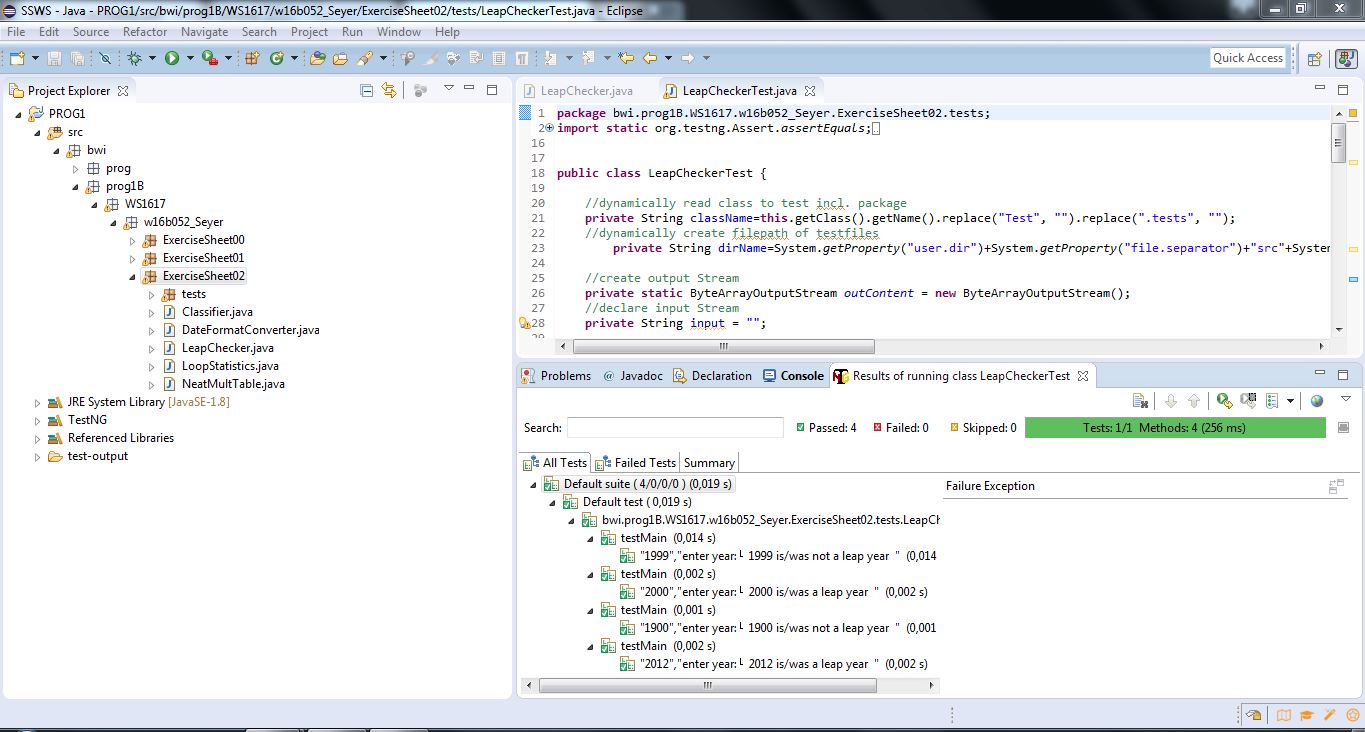 SSWS - Java - PROG1/src/bwi/prog1B/WS1617/w16b052_Seyer/ExerciseSheet02/tests/LeapCheckerTest.java - Eclipse
File Edit Source Refactor Navigate Search Project Run Window Help
Quick Access
Project Explorer
PROG1
src
bwi
prog
prog1B
WS1617
w16b052_Seyer
ExerciseSheet00
ExerciseSheet01
ExerciseSheet02
tests
Classifier.java
DateFormatConverter.java
LeapChecker.java
LoopStatistics.java
NeatMultTable.java
JRE System Library [JavaSE-1.8]
TestNG
Referenced Libraries
test-output
LeapChecker.java LeapCheckerTest.java
1 package bwi.prog1B.WS1617.w16b052_Seyer.ExerciseSheet02.tests;
2 import static org.testng.Assert.assertEquals;
16
17
18 public class LeapCheckerTest {
19
20 //dynamically read class to test incl. package
21 private String className=this.getClass().getName().replace("Test", "").replace(".tests", "");
22 //dynamically create filepath of testfiles
23 private String dirName=System.getProperty("user.dir")+System.getProperty("file.separator")+"src"+System
24
25 //create output Stream
26 private static ByteArrayOutputStream outContent = new ByteArrayOutputStream();
27 //declare input Stream
28 private String input = "";
Problems @ Javadoc Declaration Console Results of running class LeapCheckerTest
Search: Passed: 4 Failed: 0 Skipped: 0 Tests: 1/1 Methods: 4 (256 ms)
All Tests Failed Tests Summary
Default suite ( 4/0/0/0 ) (0,019 s)
Failure Exception
Default test ( 0,019 s)
bwi.prog1B.WS1617.w16b052_Seyer.ExerciseSheet02.tests.LeapCh
testMain (0,014 s)
"1999","enter year:└ 1999 is/was not a leap year " (0,014
testMain (0,002 s)
"2000","enter year:└ 2000 is/was a leap year " (0,002 s)
testMain (0,001 s)
"1900","enter year:└ 1900 is/was not a leap year " (0,001
testMain (0,002 s)
"2012","enter year:└ 2012 is/was a leap year " (0,002 s)